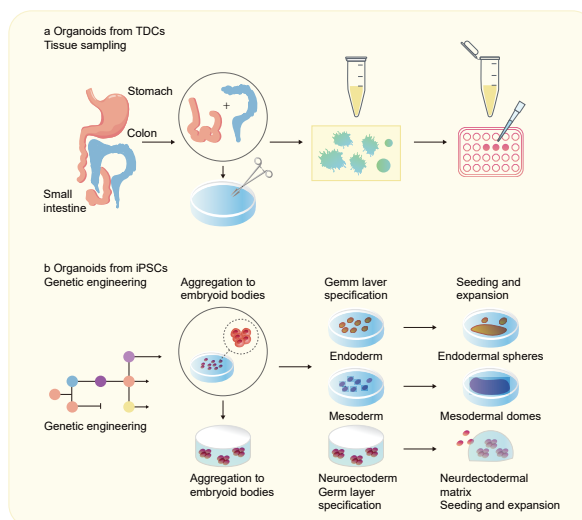 a Organoids from TDCs
Tissue sampling
Stomach
+
Colon
Small
intestine
b Organoids from iPSCs
Genetic engineering
Aggregation to
embryoid bodies
Gemm laver
specification
Seeding and
expansion
Endoderm
Endodermal spheres
Mesoderm
Mesodermal domes
Genetic engineering
Aggregation to
embryoid bodies
Neuroectoderm
Germ layer
specification
Neurdectodermal
matrix
Seeding and expansion